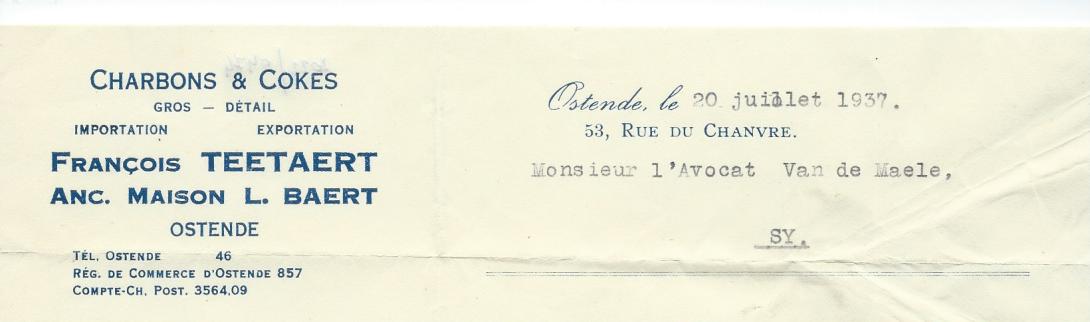 CHARBONS & COKES
GROS — DÉTAIL
IMPORTATION EXPORTATION
FRANÇOIS TEETAERT
ANC. MAISON L. BAERT
OSTENDE
TÉL. OSTENDE 46
RÉG. DE COMMERCE D'OSTENDE 857
COMPTE-CH. POST. 3564,09
Ostende, le 20 juillet 1937.
53, RUE DU CHANVRE.
Monsieur l'Avocat Van de Maele,
SY.